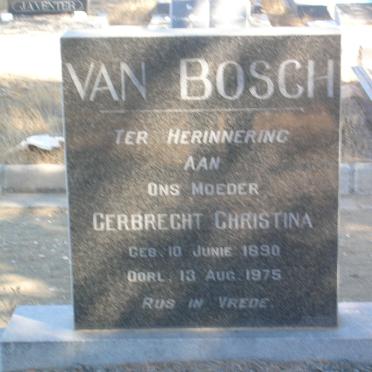 J.A. VENTER
VAN BOSCH
TER HERINNERING
AAN
ONS MOEDER
GERBRECHT CHRISTINA
GEB. 10 JUNIE 1890
OORL. 13 AUG. 1975
RUS IN VREDE.